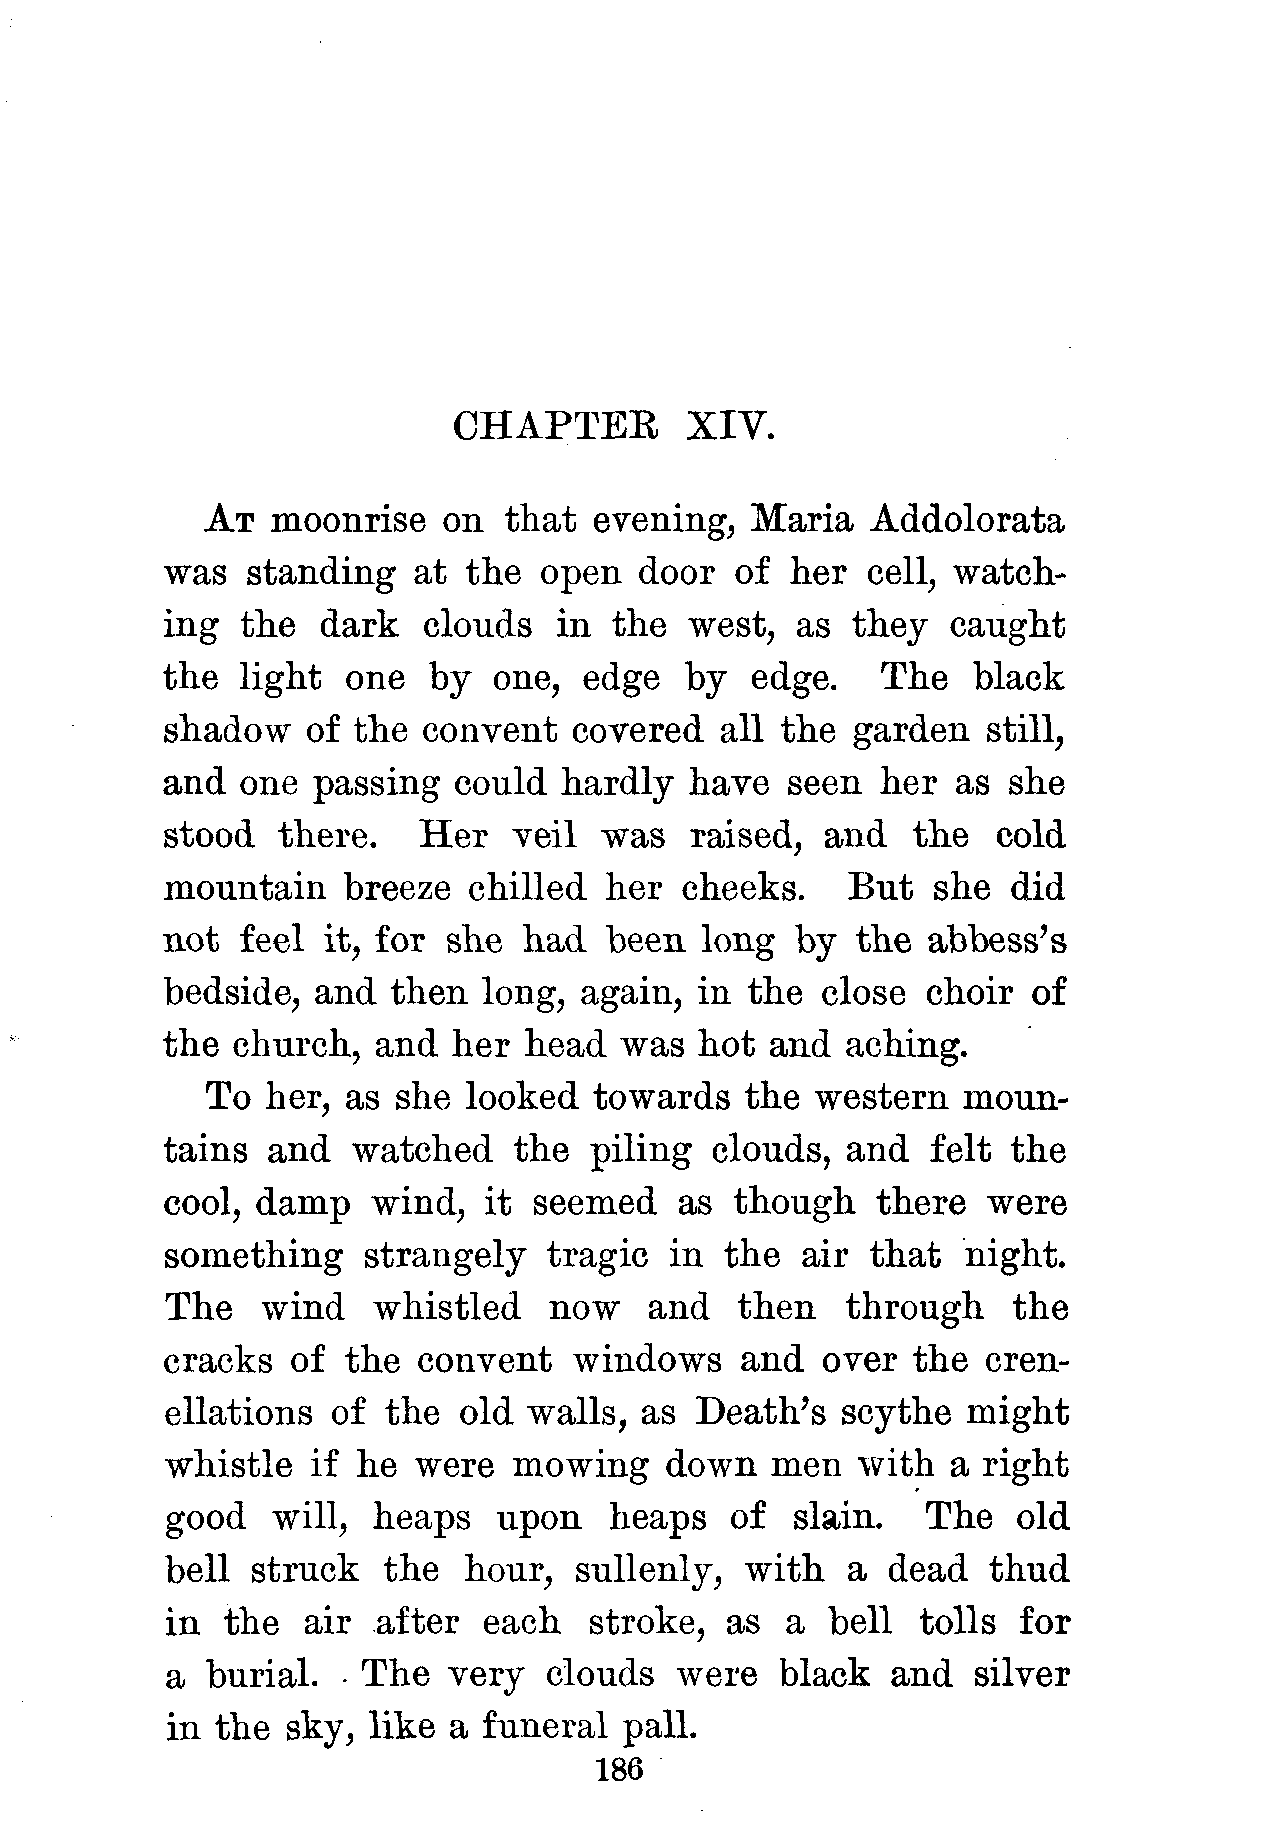 CHAPTER XIV.
At moonrise on that evening, Maria Addolorata
was standing at the open door of her cell, watch-
ing the dark clouds in the west, as they caught
the light one by one, edge by edge. The black
shadow of the convent covered all the garden still,
and one passing could hardly have seen her as she
stood there. Her veil was raised, and the cold
mountain breeze chilled her cheeks. But she did
not feel it, for she had been long by the abbess's
bedside, and then long, again, in the close choir of
the church, and her head was hot and aching.
To her, as she looked towards the western moun-
tains and watched the piling clouds, and felt the
cool, damp wind, it seemed as though there were
something strangely tragic in the air that night.
The wind whistled now and then through the
cracks of the convent windows and over the cren-
ellations of the old walls, as Death's scythe might
whistle if he were mowing down men with a right
good will, heaps upon heaps of slain. The old
bell struck the hour, sullenly, with a dead thud
in the air after each stroke, as a bell tolls for
a burial. The very clouds were black and silver
in the sky, like a funeral pall.
186